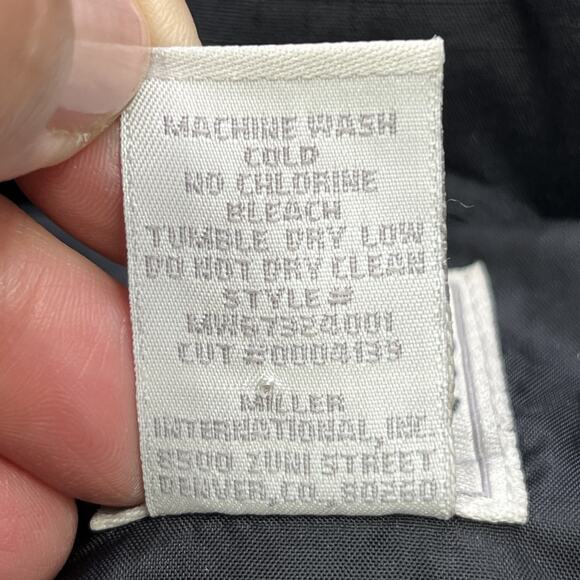 MACHINE WASH
COLD
NO CHLORINE
BLEACH
TUMBLE DRY LOW
DO NOT DRY CLEAN
STYLE#
MW67324001
CUT #0004139
MILLER
INTERNATIONAL, INC.
8500 ZUNI STREET
DENVER, CO, 80260